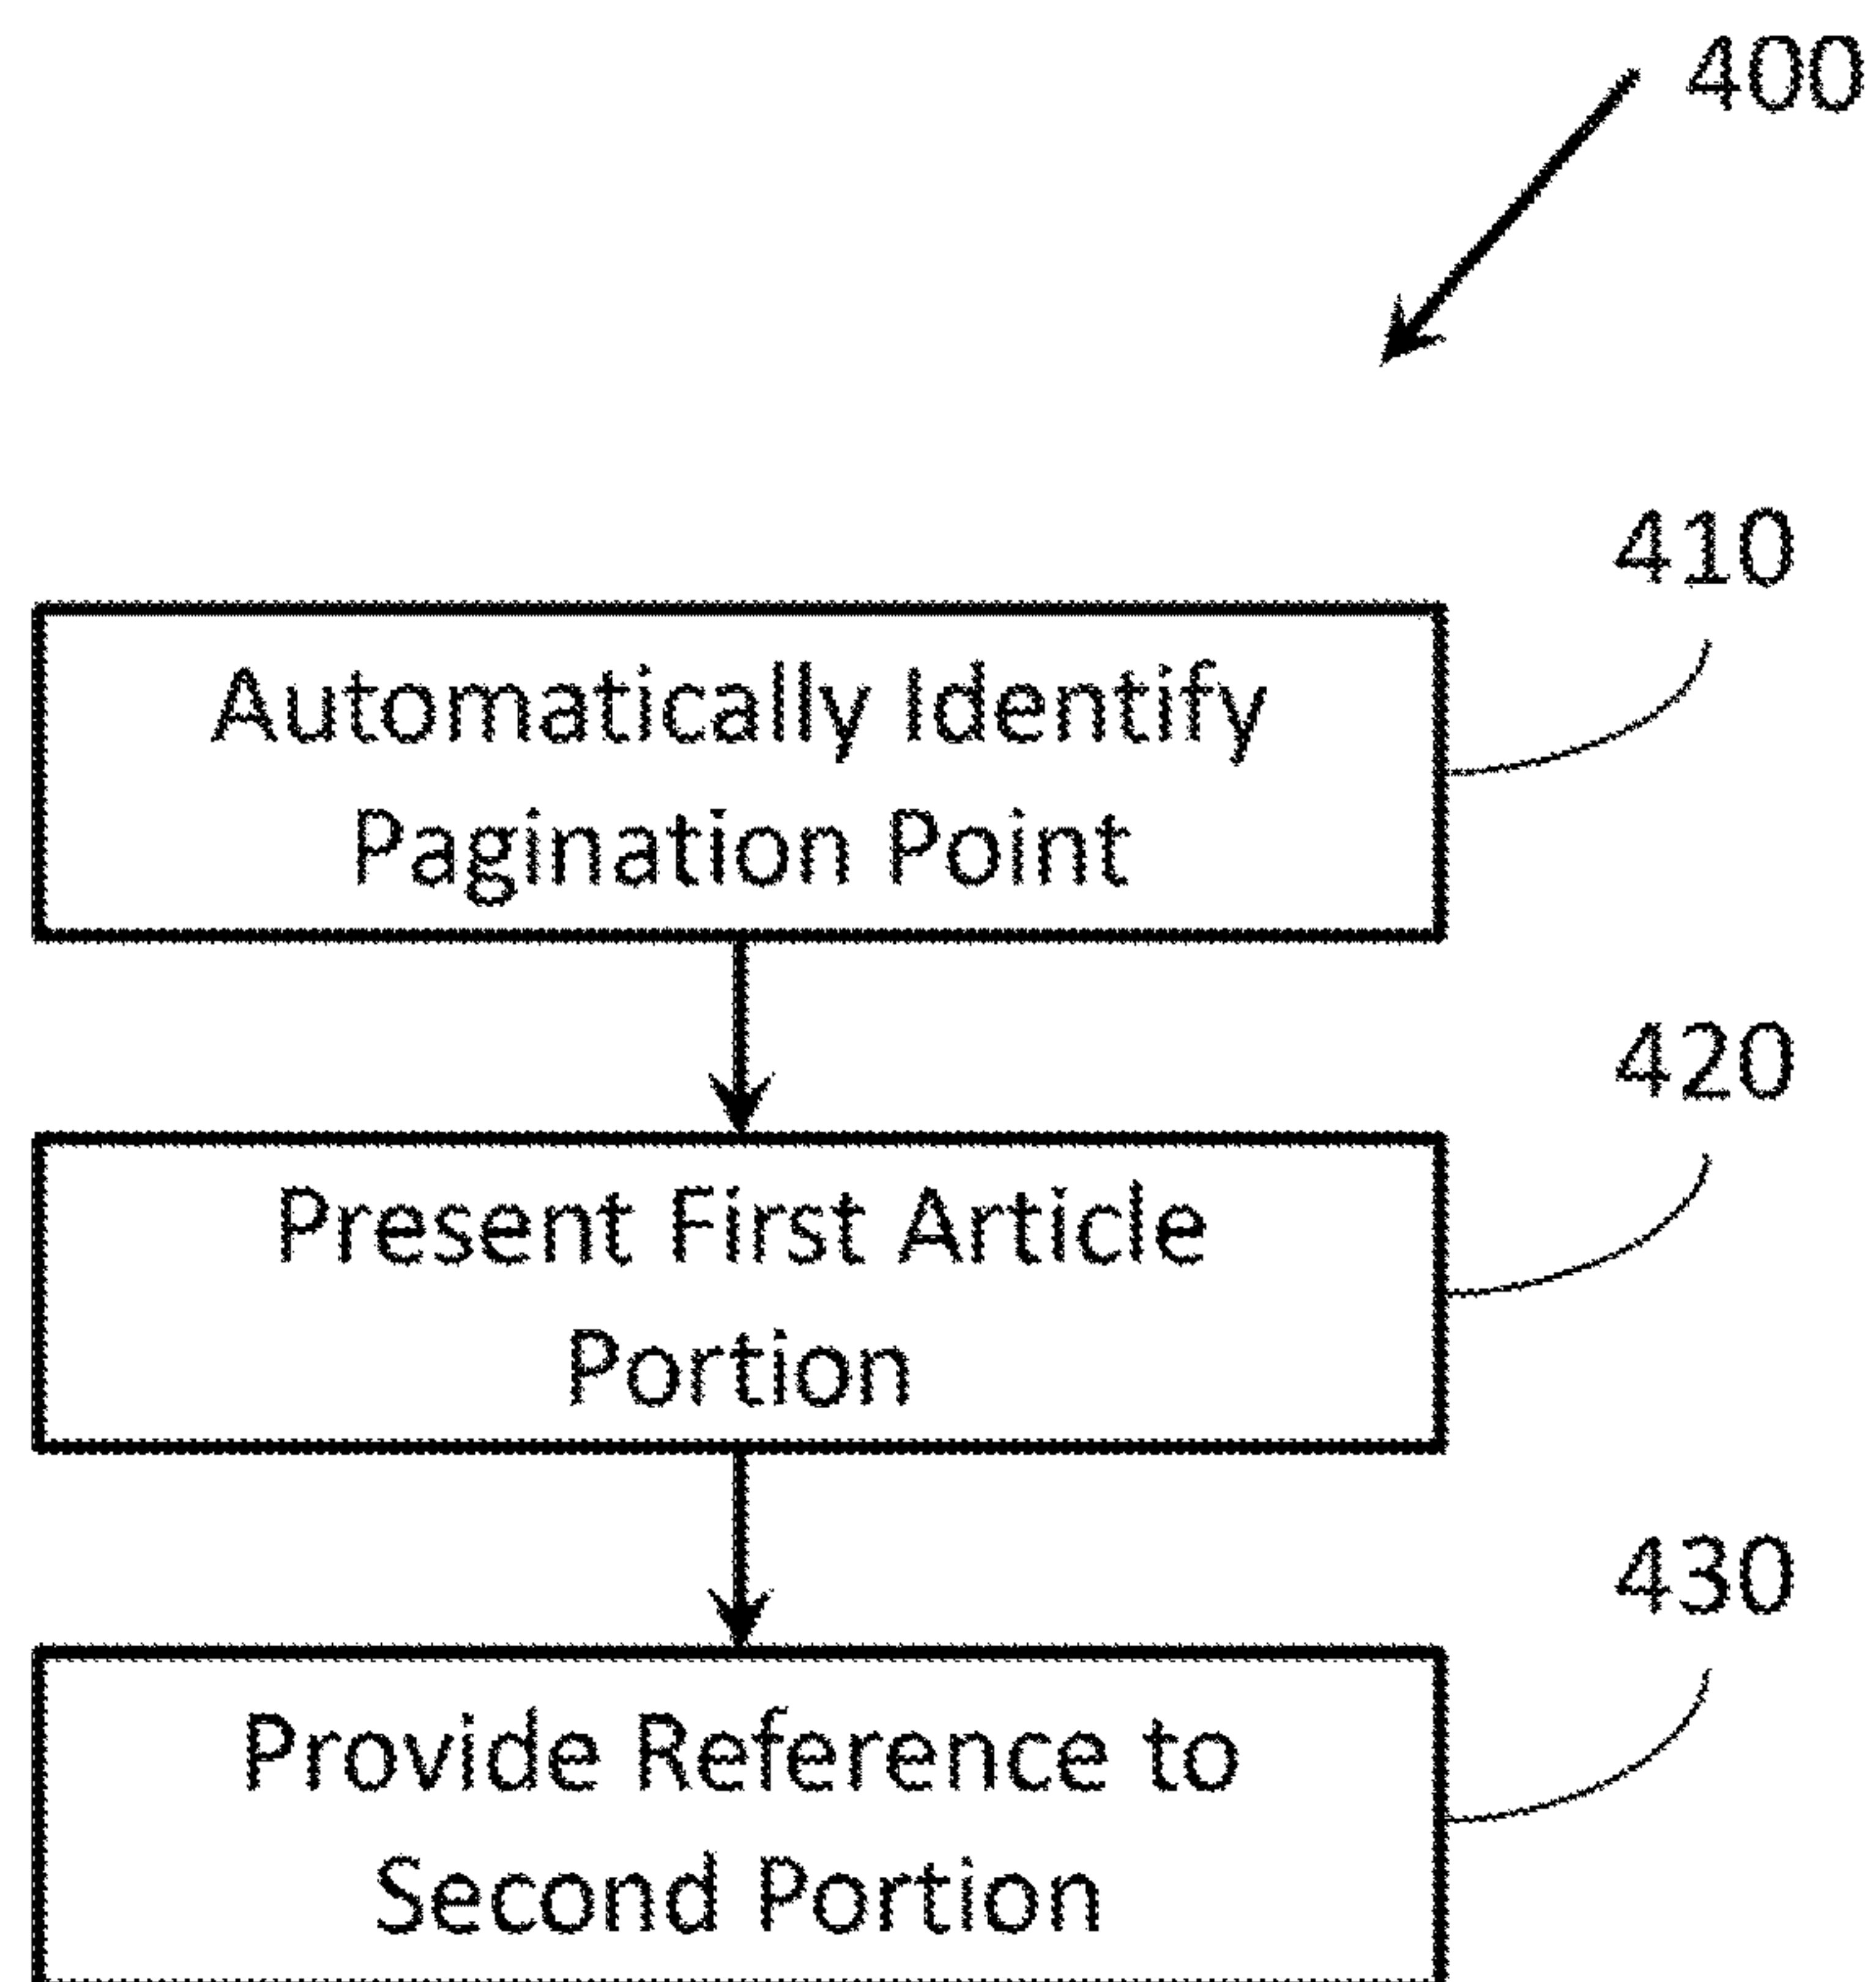 400
410
Automatically Identify
Pagination Point
420
Present First Article
Portion
430
Provide Reference to
Second Portion